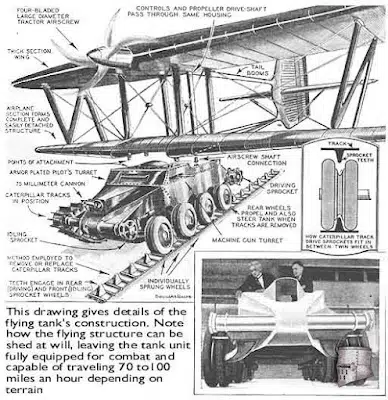 FOUR-BLADED
LARGE DIAMETER
TRACTOR AIRSCREW
CONTROLS AND PROPELLER DRIVE-SHAFT
PASS THROUGH SAME HOUSING
THICK SECTION
WING
TAIL
BOOMS
AIRPLANE
SECTION FORMS
COMPLETE AND
EASILY DETACHED
STRUCTURE
POINTS OF ATTACHMENT
ARMOR PLATED PILOT'S TURRET
75 MILLIMETER CANNON
CATERPILLAR TRACKS
IN POSITION
IDLING
SPROCKET
METHOD EMPLOYED TO
REMOVE OR REPLACE
CATERPILLAR TRACKS
TEETH ENGAGE IN REAR
(DRIVING) AND FRONT (IDLING)
SPROCKET WHEELS
AIRSCREW SHAFT
CONNECTION
DRIVING
SPROCKET
REAR WHEELS
PROPEL AND ALSO
STEER TANK WHEN
TRACKS ARE REMOVED
MACHINE GUN TURRET
INDIVIDUALLY
SPRUNG WHEELS
TRACK
SPROCKET
TEETH
HOW CATERPILLAR TRACK
DRIVE SPROCKETS FIT IN
BETWEEN TWIN WHEELS
This drawing gives details of the
flying tank's construction. Note
how the flying structure can be
shed at will, leaving the tank unit
fully equipped for combat and
capable of traveling 70 to 100
miles an hour depending on
terrain